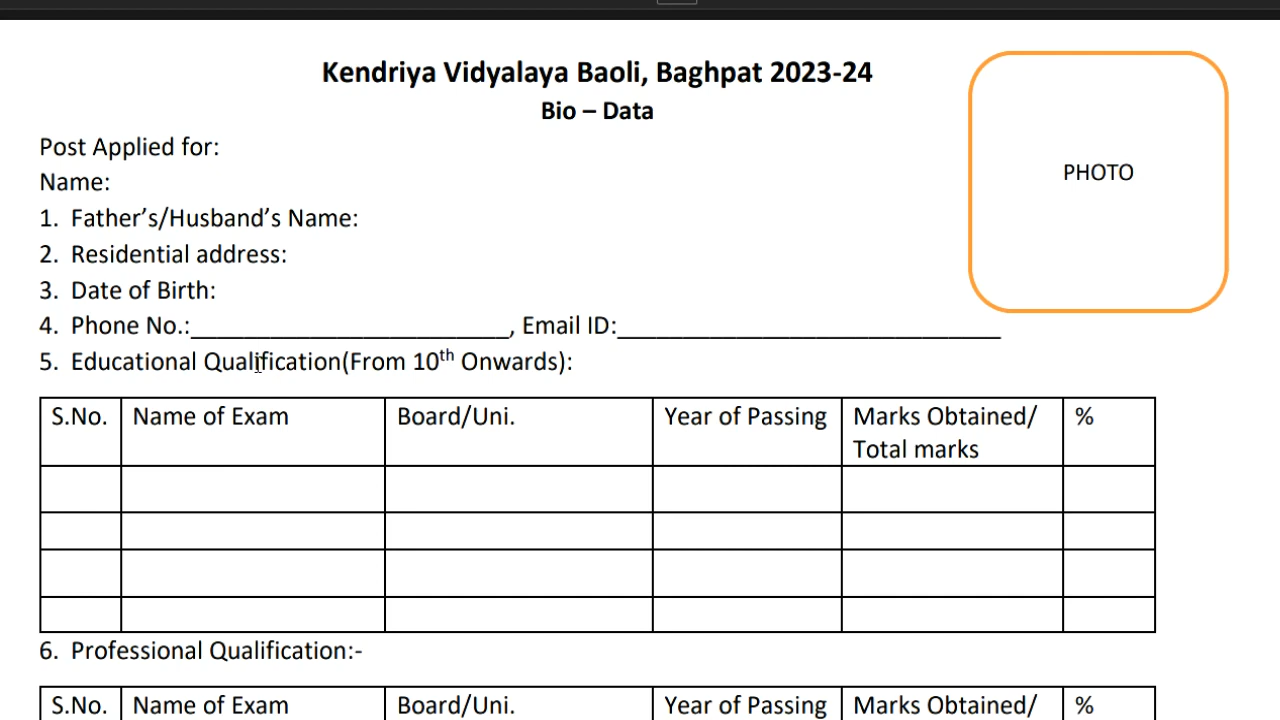 Kendriya Vidyalaya Baoli, Baghpat 2023-24
Bio – Data
PHOTO
Post Applied for:
Name:
1. Father’s/Husband’s Name:
2. Residential address:
3. Date of Birth:
4. Phone No.:________________________, Email ID:_____________________________
5. Educational Qualification(From 10th Onwards):
S.No. Name of Exam Board/Uni. Year of Passing Marks Obtained/ %
Total marks
6. Professional Qualification:-
S.No. Name of Exam Board/Uni. Year of Passing Marks Obtained/ %